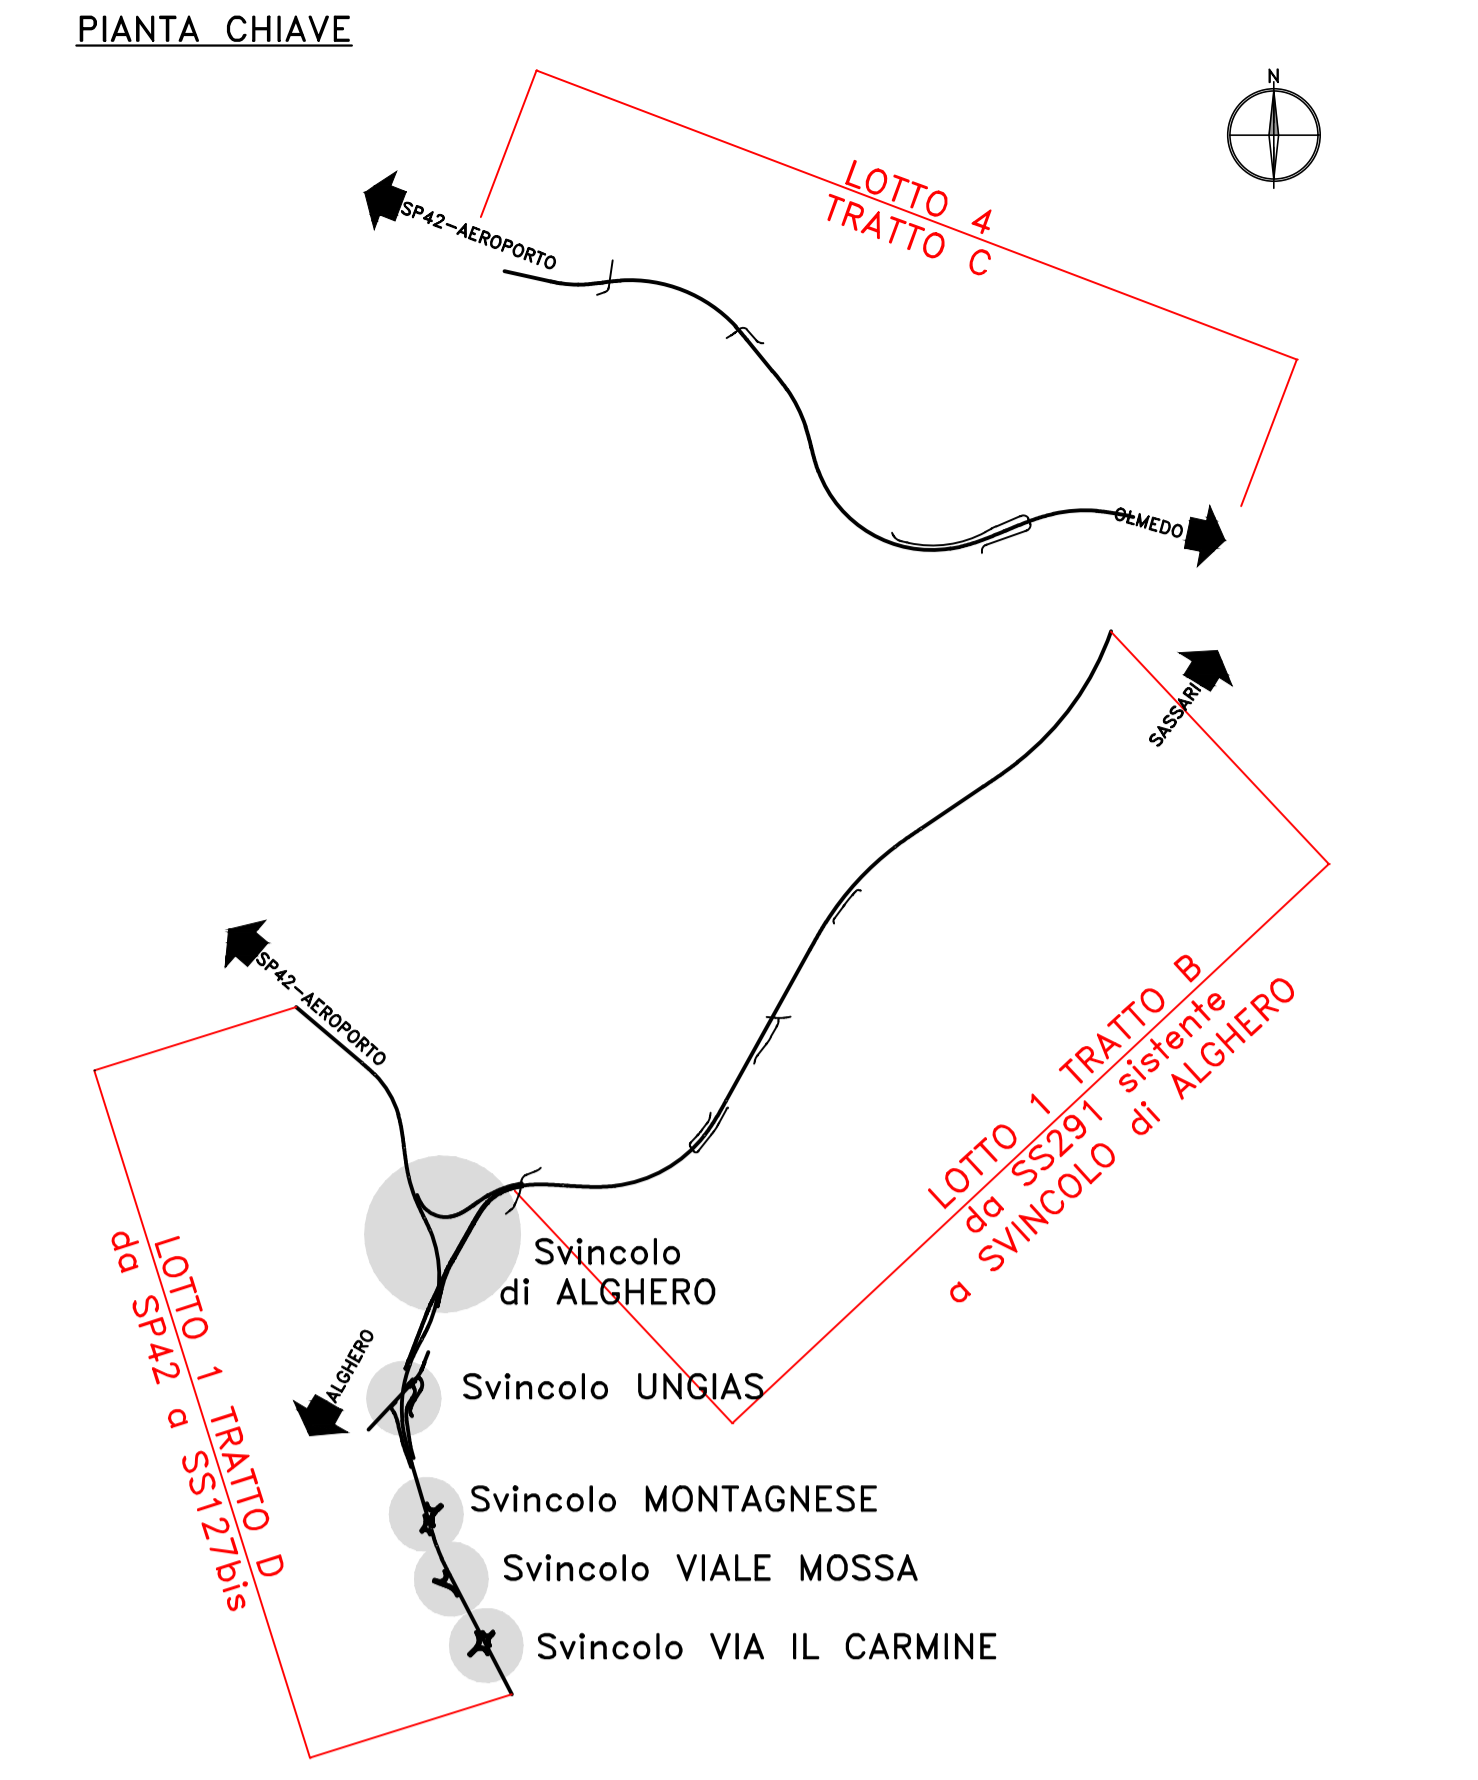 PIANTA CHIAVE
N
LOTTO 4
TRATTO C
SP42-AEROPORTO
OLMEDO
SASSARI
SP42-AEROPORTO
LOTTO 1 TRATTO B
da SS291 sistente
a SVINCOLO di ALGHERO
Svincolo
di ALGHERO
LOTTO 1 TRATTO D
da SP42 a SS127bis
ALGHERO
Svincolo UNGIAS
Svincolo MONTAGNESE
Svincolo VIALE MOSSA
Svincolo VIA IL CARMINE